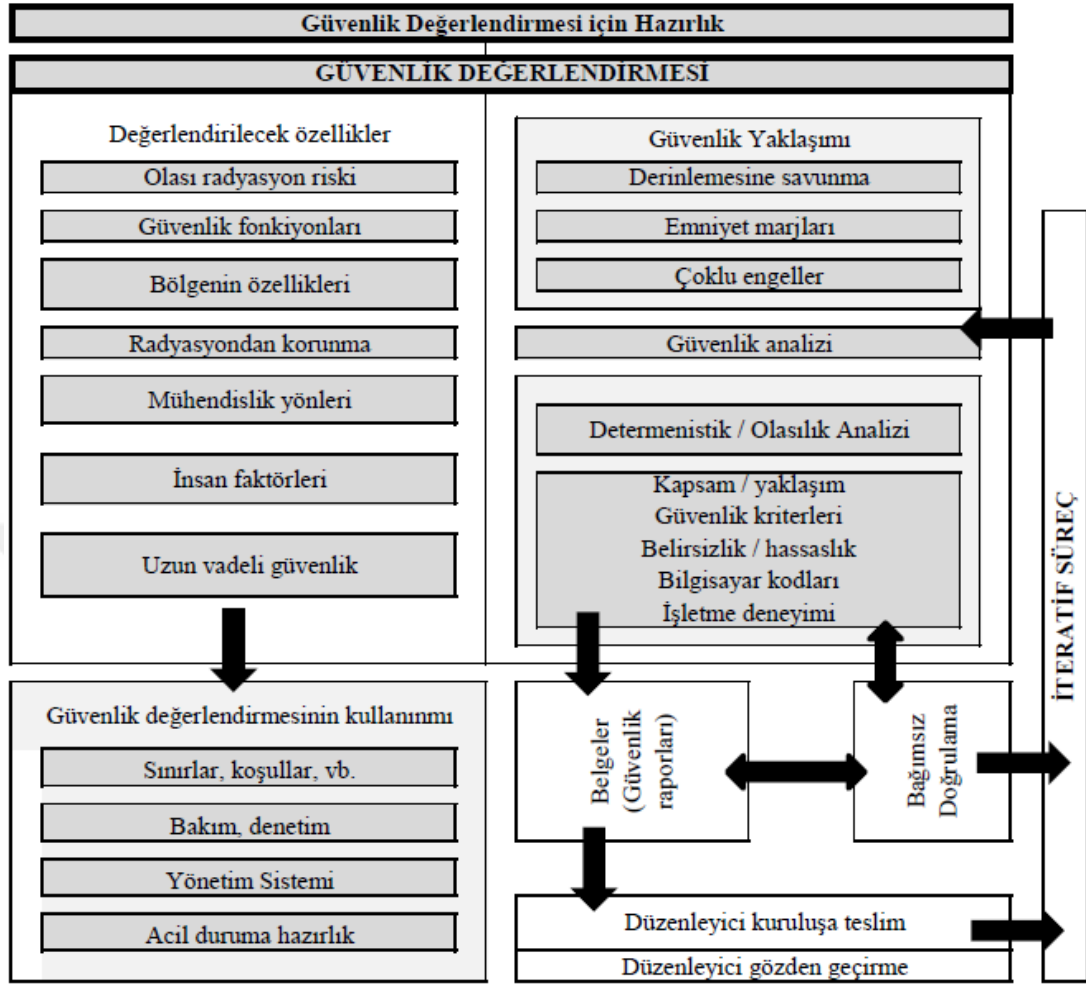 Güvenlik Değerlendirmesi için Hazırlık
GÜVENLİK DEĞERLENDİRMESİ
Değerlendirilecek özellikler
Olası radyasyon riski
Güvenlik fonkiyonları
Bölgenin özellikleri
Radyasyondan korunma
Mühendislik yönleri
İnsan faktörleri
Uzun vadeli güvenlik
Güvenlik Yaklaşımı
Derinlemesine savunma
Emniyet marjları
Çoklu engeller
Güvenlik analizi
Determenistik / Olasılık Analizi
Kapsam / yaklaşım
Güvenlik kriterleri
Belirsizlik / hassaslık
Bilgisayar kodları
İşletme deneyimi
Güvenlik değerlendirmesinin kullanınmı
Sınırlar, koşullar, vb.
Bakım, denetim
Yönetim Sistemi
Acil duruma hazırlık
Belgeler
(Güvenlik
raporları)
Bağımsız
Doğrulama
Düzenleyici kuruluşa teslim
Düzenleyici gözden geçirme
İTERATİF SÜREÇ